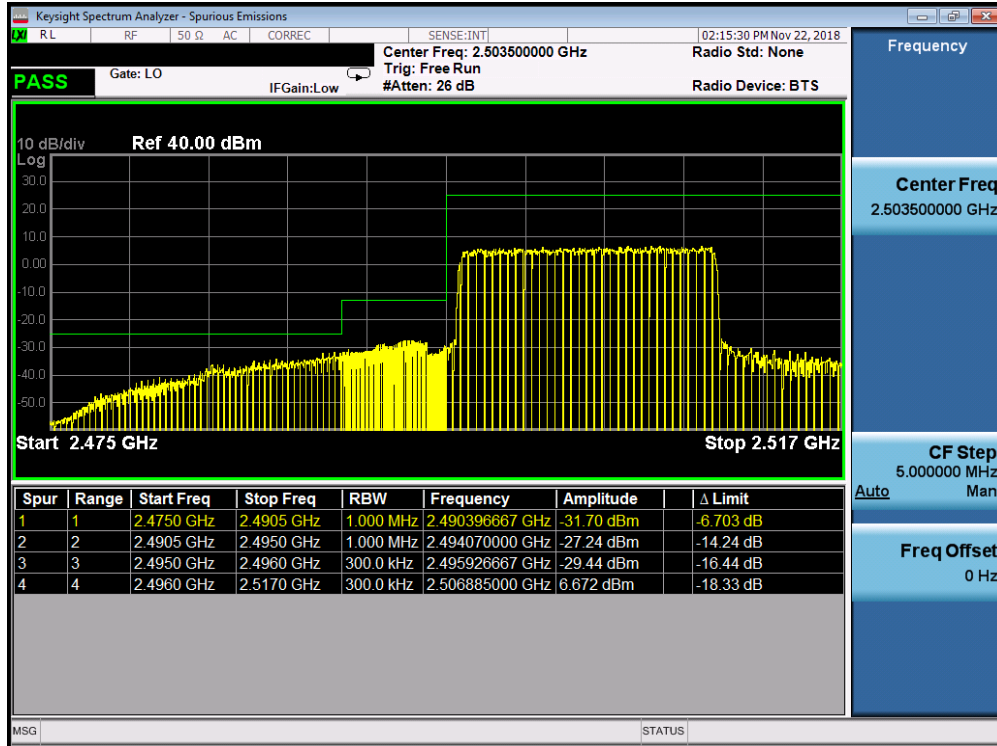 Keysight Spectrum Analyzer - Spurious Emissions
LXI RL RF 50 Ω AC CORREC SENSE:INT 02:15:30 PM Nov 22, 2018
Center Freq: 2.503500000 GHz Radio Std: None
Gate: LO Trig: Free Run
PASS IFGain:Low #Atten: 26 dB Radio Device: BTS
10 dB/div Ref 40.00 dBm
Log
30.0
20.0
10.0
0.00
-10.0
-20.0
-30.0
-40.0
-50.0
Start 2.475 GHz Stop 2.517 GHz
Spur Range Start Freq Stop Freq RBW Frequency Amplitude Δ Limit
1 1 2.4750 GHz 2.4905 GHz 1.000 MHz 2.490396667 GHz -31.70 dBm -6.703 dB
2 2 2.4905 GHz 2.4950 GHz 1.000 MHz 2.494070000 GHz -27.24 dBm -14.24 dB
3 3 2.4950 GHz 2.4960 GHz 300.0 kHz 2.495926667 GHz -29.44 dBm -16.44 dB
4 4 2.4960 GHz 2.5170 GHz 300.0 kHz 2.506885000 GHz 6.672 dBm -18.33 dB
MSG STATUS
Frequency
Center Freq
2.503500000 GHz
CF Step
5.000000 MHz
Auto Man
Freq Offset
0 Hz